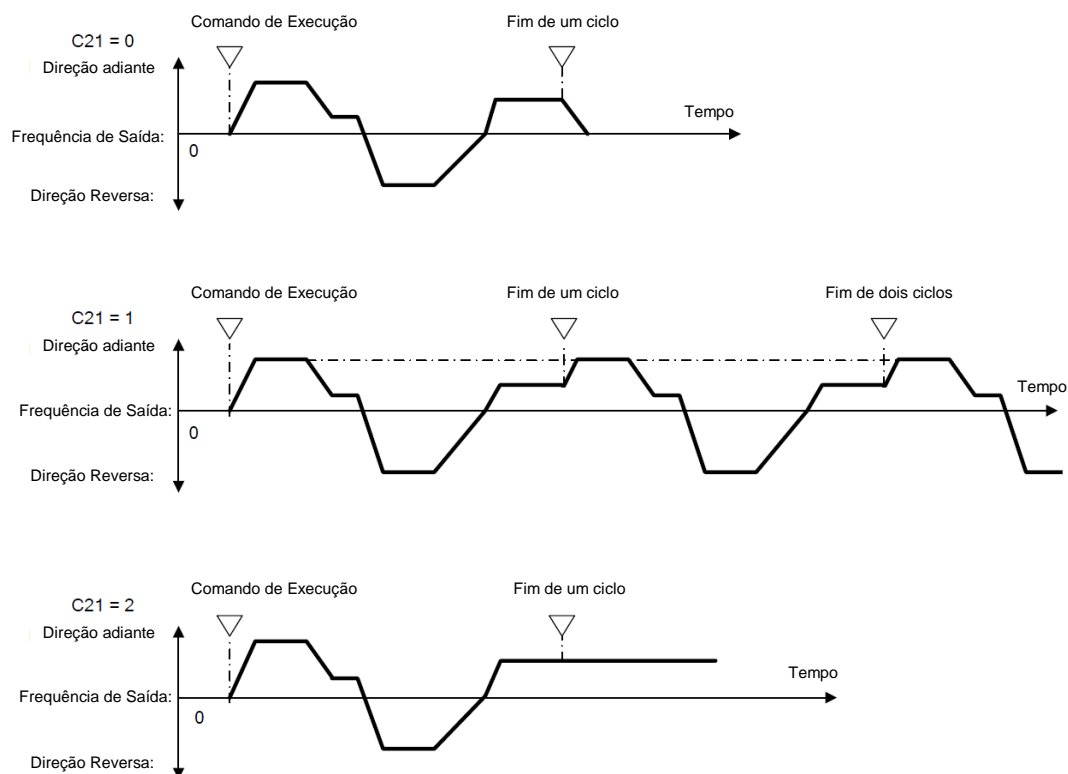 Comando de Execução
Fim de um ciclo
C21 = 0
Direção adiante
Tempo
Frequência de Saída:
0
Direção Reversa:
Comando de Execução
Fim de um ciclo
Fim de dois ciclos
C21 = 1
Direção adiante
Tempo
Frequência de Saída:
0
Direção Reversa:
Comando de Execução
Fim de um ciclo
C21 = 2
Direção adiante
Tempo
Frequência de Saída:
0
Direção Reversa: